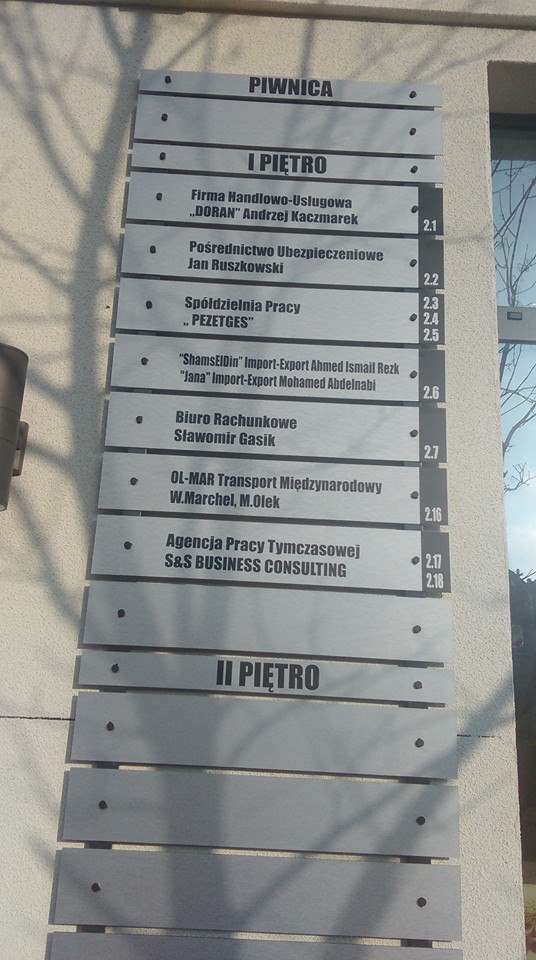 PIWNICA
I PIĘTRO
Firma Handlowo-Usługowa
„DORAN” Andrzej Kaczmarek
2.1
Pośrednictwo Ubezpieczeniowe
Jan Ruszkowski
2.2
Spółdzielnia Pracy
„ PEZETGES”
2.3
2.4
2.5
“ShamsElDin” Import-Export Ahmed Ismail Rezk
"Jana" Import-Export Mohamed Abdelnabi
2.6
Biuro Rachunkowe
Sławomir Gasik
2.7
OL-MAR Transport Międzynarodowy
W.Marchel, M.Olek
2.16
Agencja Pracy Tymczasowej
S&S BUSINESS CONSULTING
2.17
2.18
II PIĘTRO